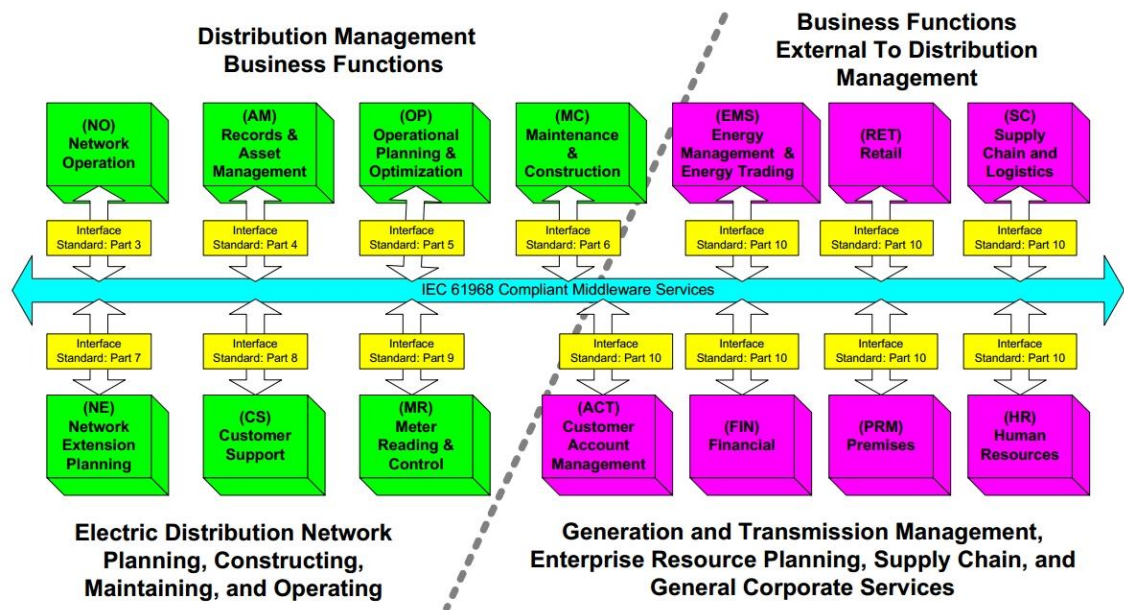 Distribution Management
Business Functions
Business Functions
External To Distribution
Management
(NO)
Network
Operation
(AM)
Records &
Asset
Management
(OP)
Operational
Planning &
Optimization
(MC)
Maintenance
&
Construction
(EMS)
Energy
Management &
Energy Trading
(RET)
Retail
(SC)
Supply
Chain and
Logistics
Interface
Standard: Part 3
Interface
Standard: Part 4
Interface
Standard: Part 5
Interface
Standard: Part 6
Interface
Standard: Part 10
Interface
Standard: Part 10
Interface
Standard: Part 10
IEC 61968 Compliant Middleware Services
Interface
Standard: Part 7
Interface
Standard: Part 8
Interface
Standard: Part 9
Interface
Standard: Part 10
Interface
Standard: Part 10
Interface
Standard: Part 10
Interface
Standard: Part 10
(NE)
Network
Extension
Planning
(CS)
Customer
Support
(MR)
Meter
Reading &
Control
(ACT)
Customer
Account
Management
(FIN)
Financial
(PRM)
Premises
(HR)
Human
Resources
Electric Distribution Network
Planning, Constructing,
Maintaining, and Operating
Generation and Transmission Management,
Enterprise Resource Planning, Supply Chain, and
General Corporate Services